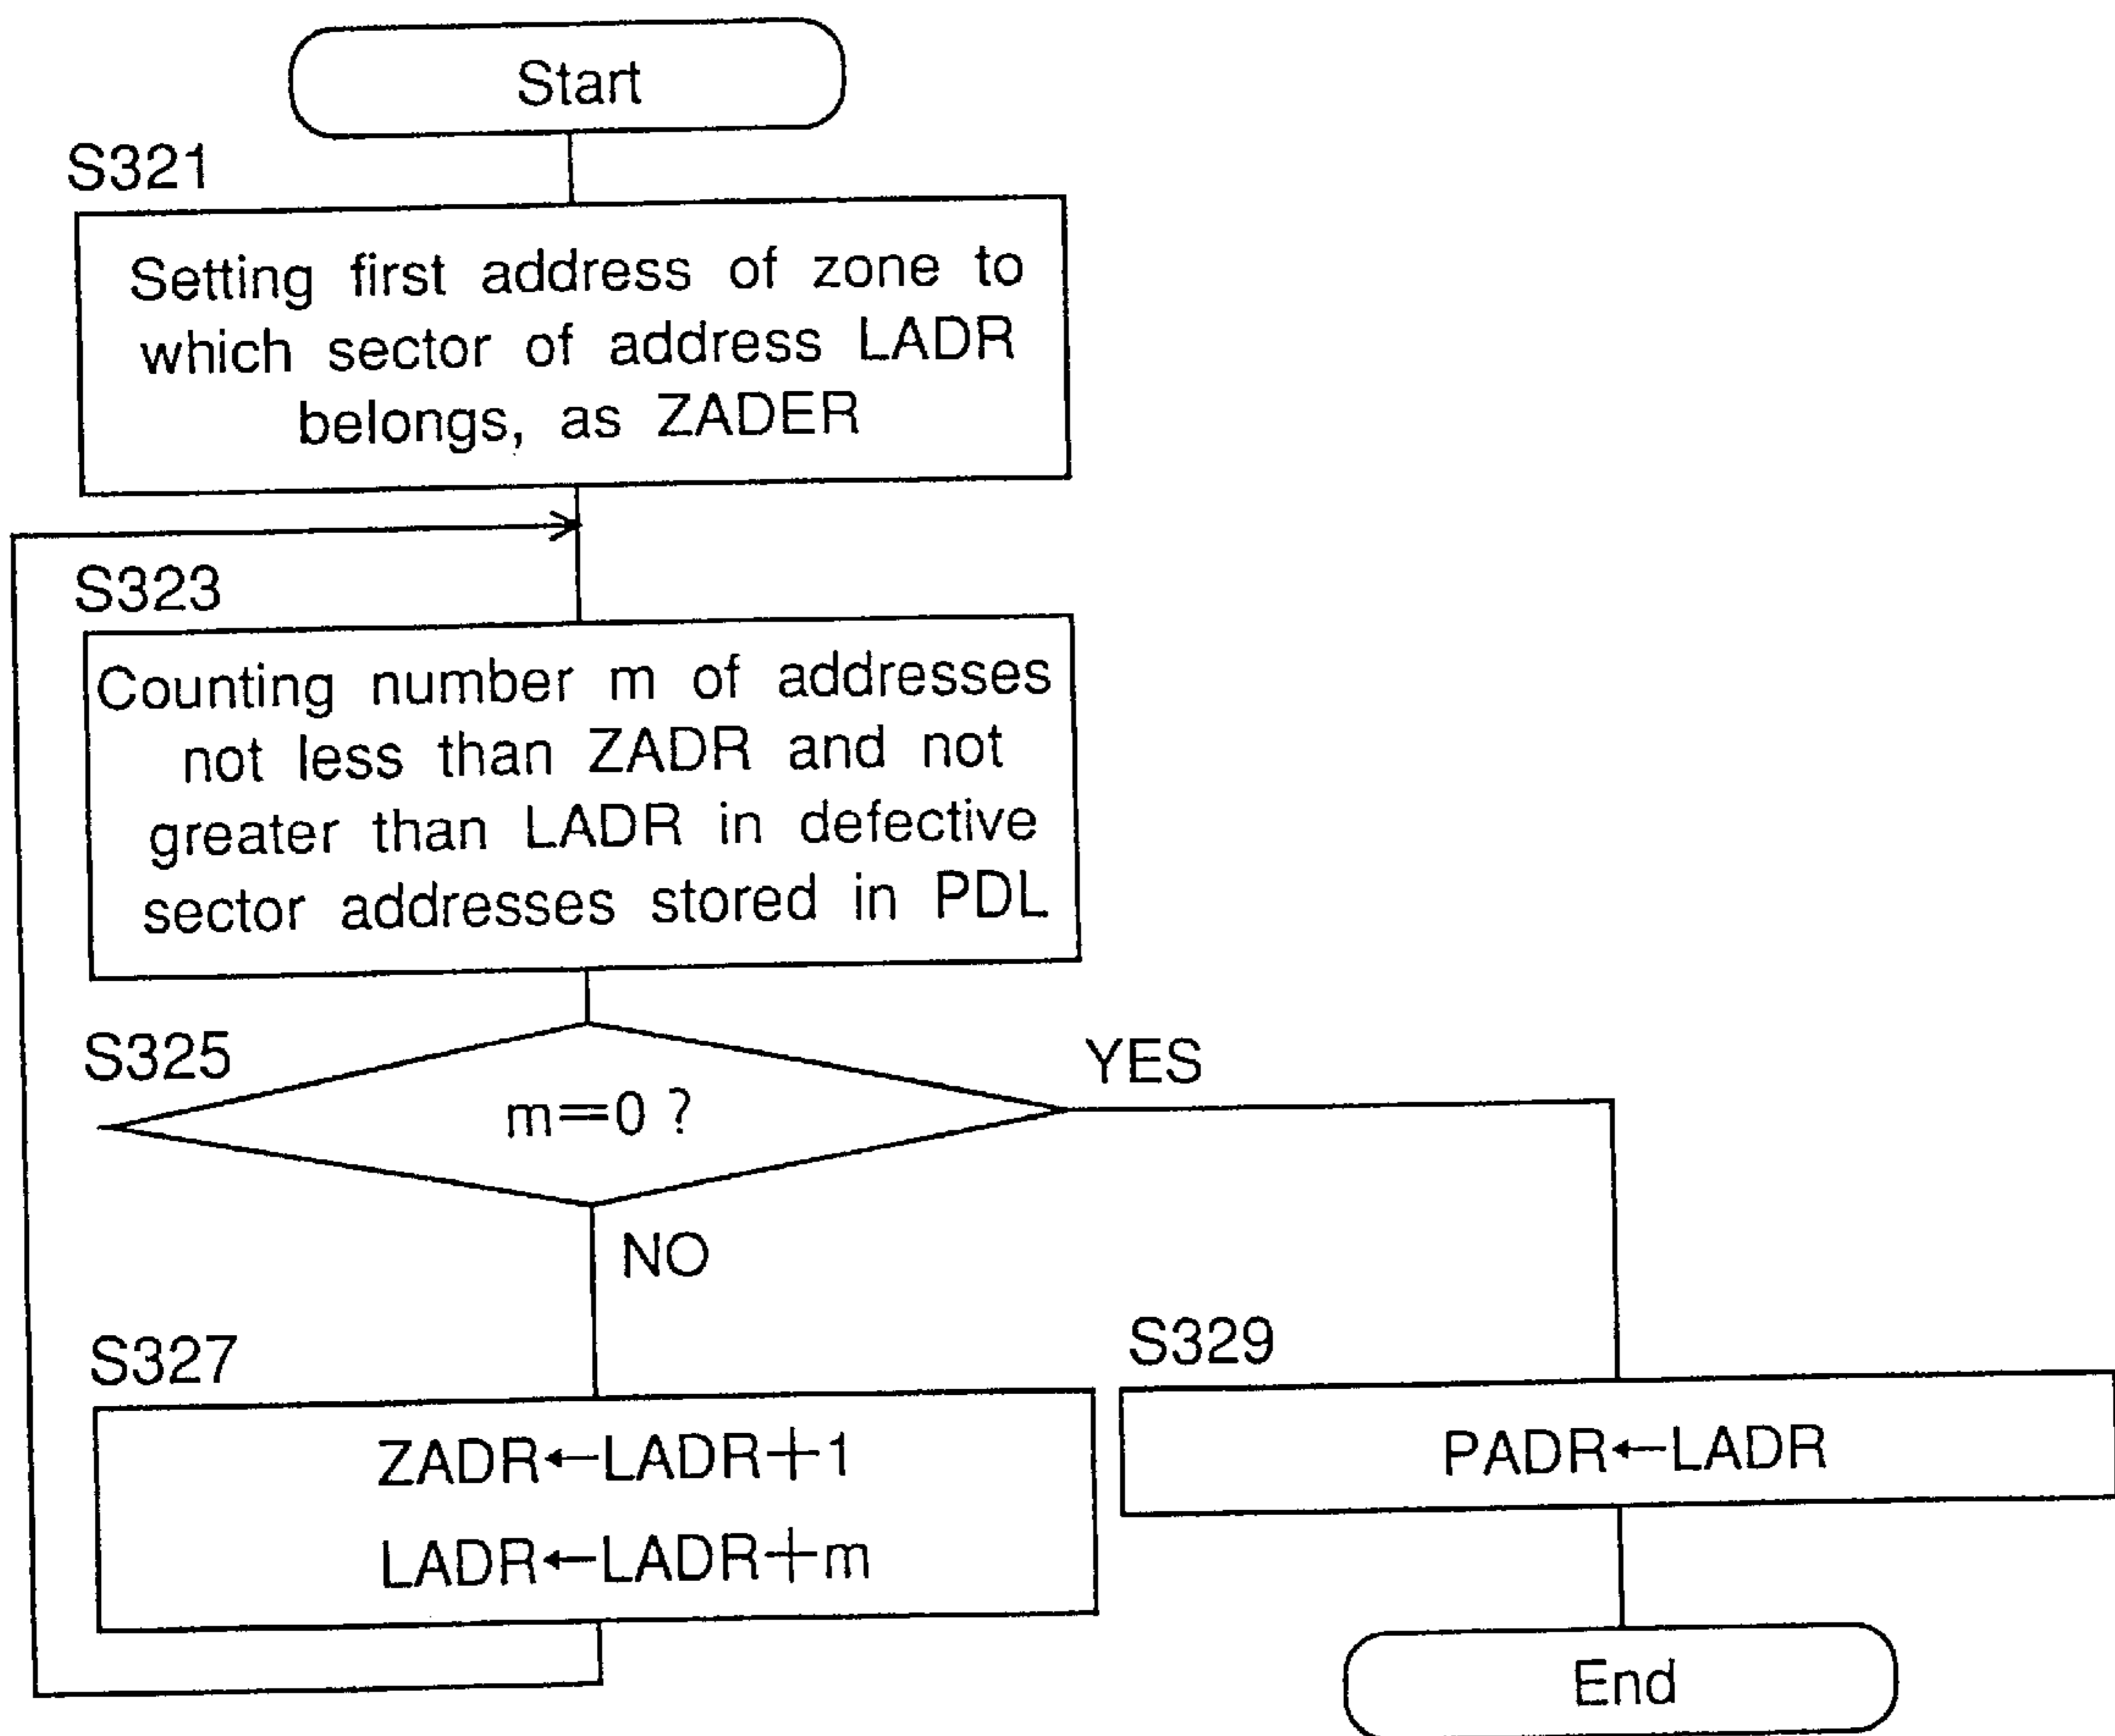 Start
S321
Setting first address of zone to
which sector of address LADR
belongs, as ZADER
S323
Counting number m of addresses
not less than ZADR and not
greater than LADR in defective
sector addresses stored in PDL
S325
m=0 ?
YES
NO
S327
ZADR←LADR+1
LADR←LADR+m
S329
PADR←LADR
End